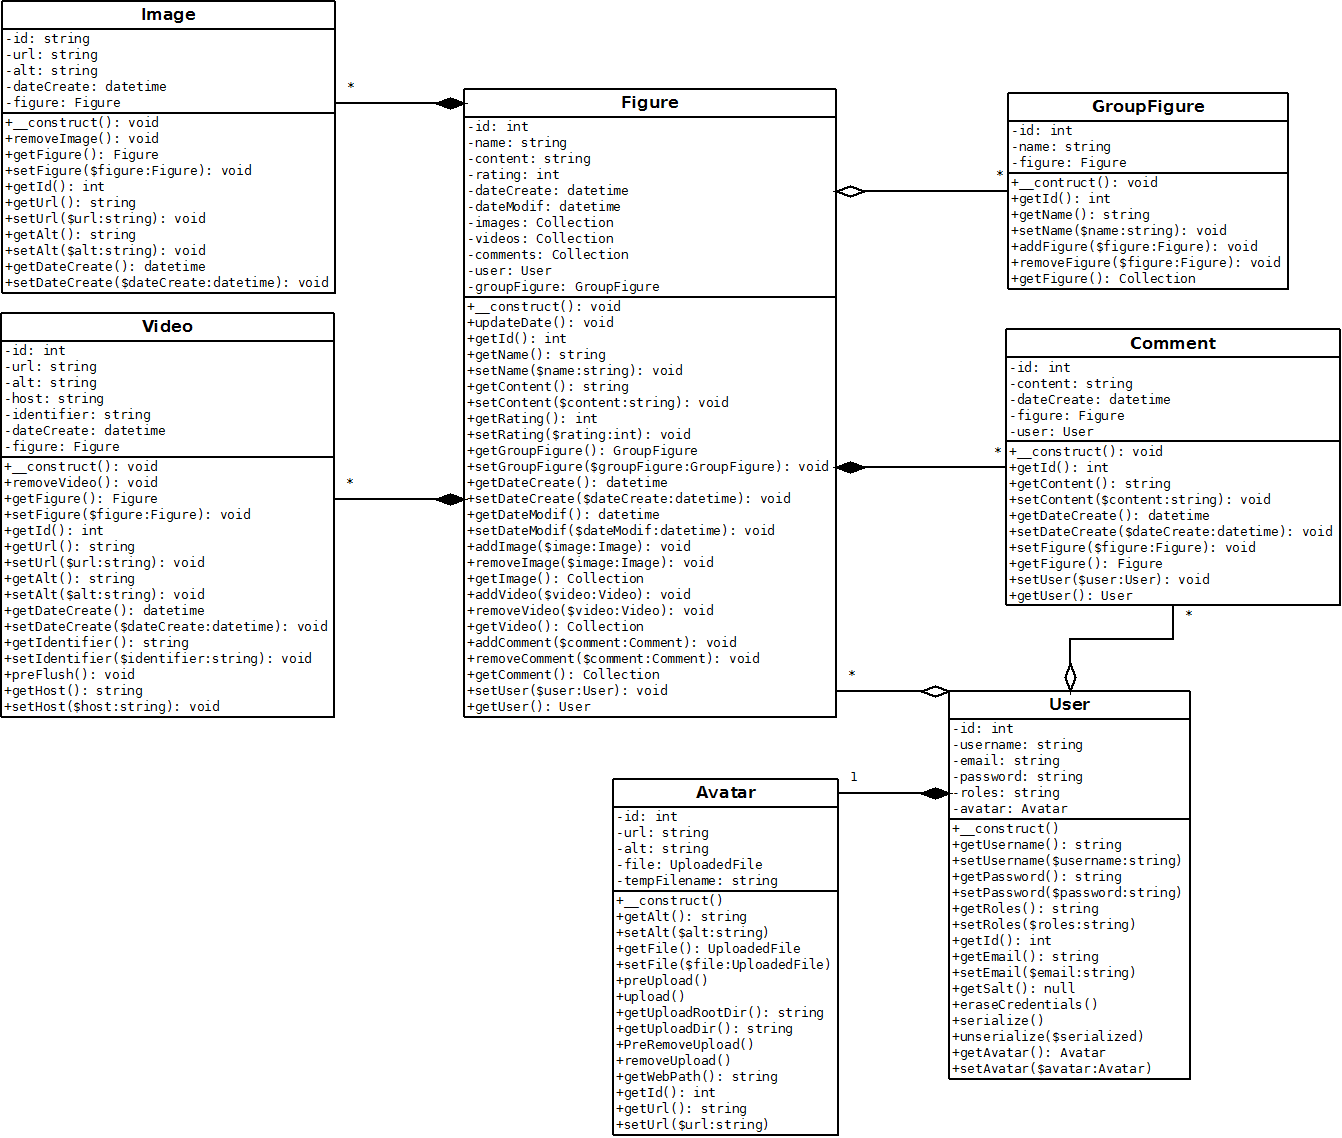 Image
-id: string
-url: string
-alt: string
-dateCreate: datetime
-figure: Figure
+__construct(): void
+removeImage(): void
+getFigure(): Figure
+setFigure($figure:Figure): void
+getId(): int
+getUrl(): string
+setUrl($url:string): void
+getAlt(): string
+setAlt($alt:string): void
+getDateCreate(): datetime
+setDateCreate($dateCreate:datetime): void
*
Video
-id: int
-url: string
-alt: string
-host: string
-identifier: string
-dateCreate: datetime
-figure: Figure
+__construct(): void
+removeVideo(): void
+getFigure(): Figure
+setFigure($figure:Figure): void
+getId(): int
+getUrl(): string
+setUrl($url:string): void
+getAlt(): string
+setAlt($alt:string): void
+getDateCreate(): datetime
+setDateCreate($dateCreate:datetime): void
+getIdentifier(): string
+setIdentifier($identifier:string): void
+preFlush(): void
+getHost(): string
+setHost($host:string): void
*
Figure
-id: int
-name: string
-content: string
-rating: int
-dateCreate: datetime
-dateModif: datetime
-images: Collection
-videos: Collection
-comments: Collection
-user: User
-groupFigure: GroupFigure
+__construct(): void
+updateDate(): void
+getId(): int
+getName(): string
+setName($name:string): void
+getContent(): string
+setContent($content:string): void
+getRating(): int
+setRating($rating:int): void
+getGroupFigure(): GroupFigure
+setGroupFigure($groupFigure:GroupFigure): void
+getDateCreate(): datetime
+setDateCreate($dateCreate:datetime): void
+getDateModif(): datetime
+setDateModif($dateModif:datetime): void
+addImage($image:Image): void
+removeImage($image:Image): void
+getImage(): Collection
+addVideo($video:Video): void
+removeVideo($video:Video): void
+getVideo(): Collection
+addComment($comment:Comment): void
+removeComment($comment:Comment): void
+getComment(): Collection
+setUser($user:User): void
+getUser(): User
*
GroupFigure
-id: int
-name: string
-figure: Figure
+__contruct(): void
+getId(): int
+getName(): string
+setName($name:string): void
+addFigure($figure:Figure): void
+removeFigure($figure:Figure): void
+getFigure(): Collection
*
Comment
-id: int
-content: string
-dateCreate: datetime
-figure: Figure
-user: User
+__construct(): void
+getId(): int
+getContent(): string
+setContent($content:string): void
+getDateCreate(): datetime
+setDateCreate($dateCreate:datetime): void
+setFigure($figure:Figure): void
+getFigure(): Figure
+setUser($user:User): void
+getUser(): User
*
*
User
-id: int
-username: string
-email: string
-password: string
-roles: string
-avatar: Avatar
+__construct()
+getUsername(): string
+setUsername($username:string)
+getPassword(): string
+setPassword($password:string)
+getRoles(): string
+setRoles($roles:string)
+getId(): int
+getEmail(): string
+setEmail($email:string)
+getSalt(): null
+eraseCredentials()
+serialize()
+unserialize($serialized)
+getAvatar(): Avatar
+setAvatar($avatar:Avatar)
1
Avatar
-id: int
-url: string
-alt: string
-file: UploadedFile
-tempFilename: string
+__construct()
+getAlt(): string
+setAlt($alt:string)
+getFile(): UploadedFile
+setFile($file:UploadedFile)
+preUpload()
+upload()
+getUploadRootDir(): string
+getUploadDir(): string
+PreRemoveUpload()
+removeUpload()
+getWebPath(): string
+getId(): int
+getUrl(): string
+setUrl($url:string)